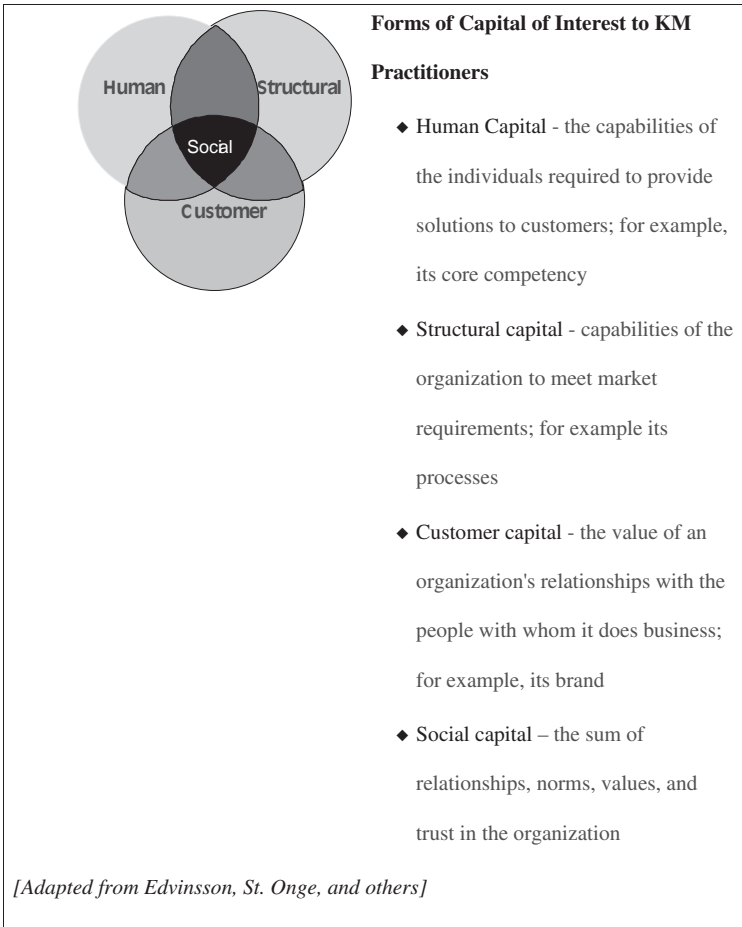 Human
Structural
Social
Customer
Forms of Capital of Interest to KM
Practitioners
◆ Human Capital - the capabilities of
the individuals required to provide
solutions to customers; for example,
its core competency
◆ Structural capital - capabilities of the
organization to meet market
requirements; for example its
processes
◆ Customer capital - the value of an
organization's relationships with the
people with whom it does business;
for example, its brand
◆ Social capital – the sum of
relationships, norms, values, and
trust in the organization
[Adapted from Edvinsson, St. Onge, and others]